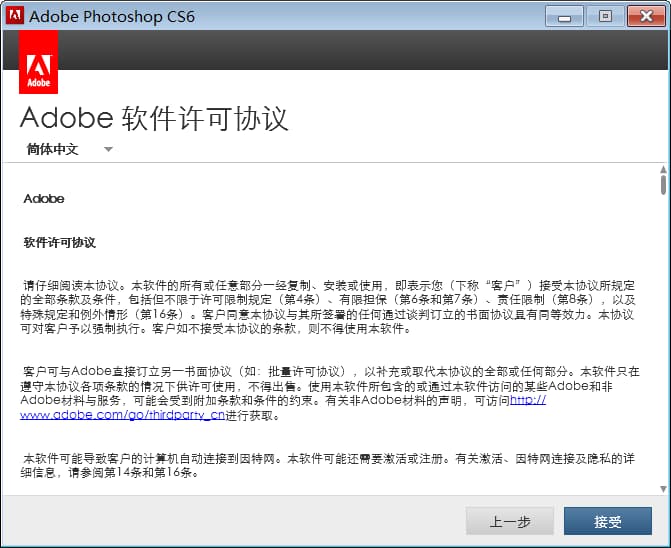 Adobe Photoshop CS6
Adobe
Adobe 软件许可协议
简体中文
Adobe
软件许可协议
请仔细阅读本协议。本软件的所有或任意部分一经复制、安装或使用，即表示您（下称“客户”）接受本协议所规定
的全部条款及条件，包括但不限于许可限制规定（第4条）、有限担保（第6条和第7条）、责任限制（第8条），以及
特殊规定和例外情形（第16条）。客户同意本协议与其所签署的任何通过谈判订立的书面协议且有同等效力。本协议
可对客户予以强制执行。客户如不接受本协议的条款，则不得使用本软件。
客户可与Adobe直接订立另一书面协议（如：批量许可协议），以补充或取代本协议的全部或任何部分。本软件只在
遵守本协议各项条款的情况下供许可使用，不得出售。使用本软件所包含的或通过本软件访问的某些Adobe和非
Adobe材料与服务，可能会受到附加条款和条件的约束。有关非Adobe材料的声明，可访问http://
www.adobe.com/go/thirdparty_cn进行获取。
本软件可能导致客户的计算机自动连接到因特网。本软件可能还需要激活或注册。有关激活、因特网连接及隐私的详
细信息，请参阅第14条和第16条。
上一步
接受